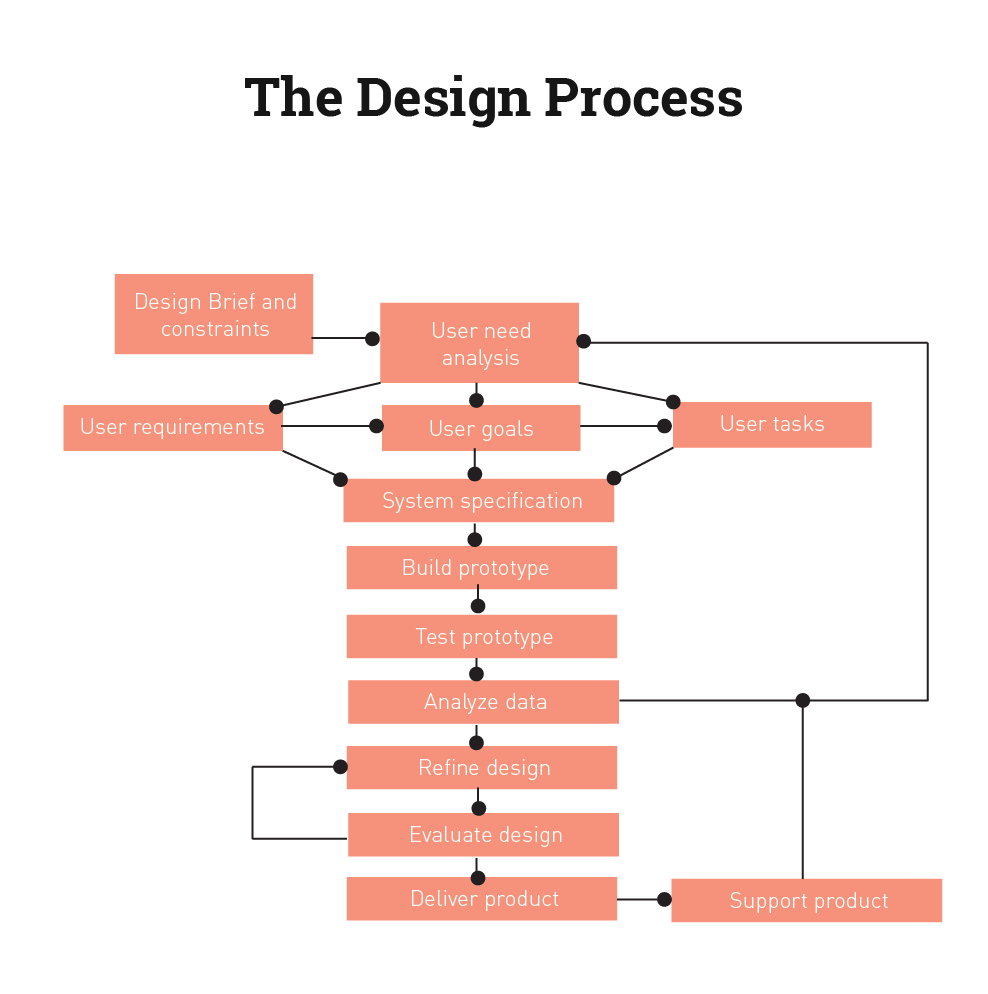 The Design Process
Design Brief and
constraints
User need
analysis
User requirements
User goals
User tasks
System specification
Build prototype
Test prototype
Analyze data
Refine design
Evaluate design
Deliver product
Support product